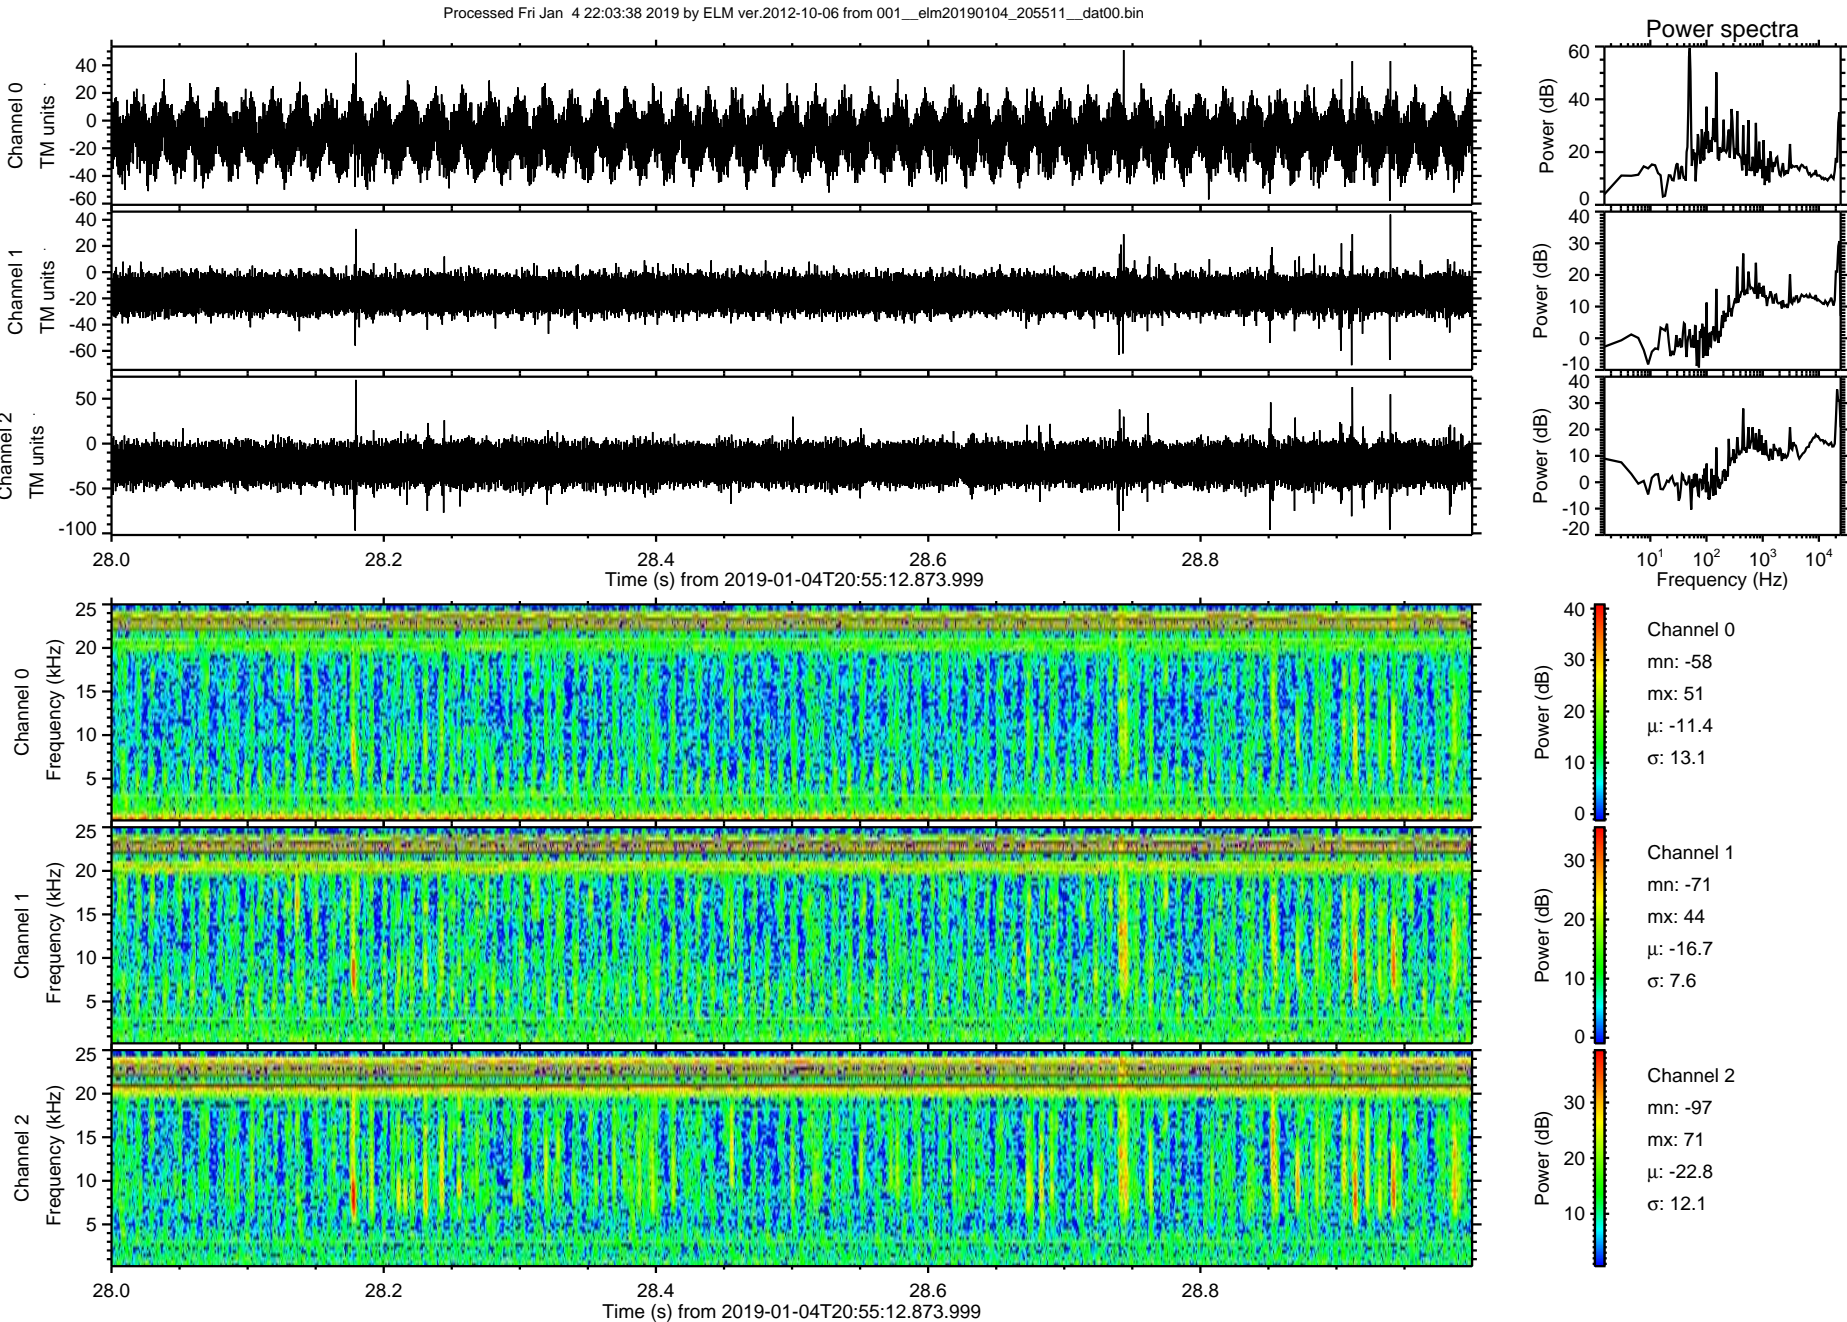 Processed Fri Jan  4 22:03:38 2019 by ELM ver.2012-10-06 from 001__elm20190104_205511__dat00.bin
Power spectra
Channel 0
TM units
40
20
0
-20
-40
-60
Power (dB)
60
40
20
0
Channel 1
TM units
40
20
0
-20
-40
-60
Power (dB)
40
30
20
10
0
-10
Channel 2
TM units
50
0
-50
-100
Power (dB)
40
30
20
10
0
-10
-20
28.0 28.2 28.4 28.6 28.8
Time (s) from 2019-01-04T20:55:12.873.999
10¹ 10² 10³ 10⁴
Frequency (Hz)
Channel 0
Frequency (kHz)
25
20
15
10
5
Power (dB)
40
30
20
10
0
Channel 0
mn: -58
mx: 51
μ: -11.4
σ: 13.1
Channel 1
Frequency (kHz)
25
20
15
10
5
Power (dB)
30
20
10
0
Channel 1
mn: -71
mx: 44
μ: -16.7
σ: 7.6
Channel 2
Frequency (kHz)
25
20
15
10
5
Power (dB)
30
20
10
Channel 2
mn: -97
mx: 71
μ: -22.8
σ: 12.1
28.0 28.2 28.4 28.6 28.8
Time (s) from 2019-01-04T20:55:12.873.999